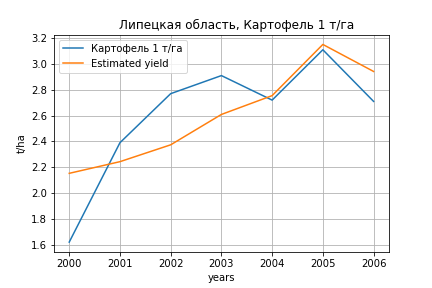 Липецкая область, Картофель 1 т/га
Картофель 1 т/га
Estimated yield
t/ha
3.2
3.0
2.8
2.6
2.4
2.2
2.0
1.8
1.6
2000 2001 2002 2003 2004 2005 2006
years